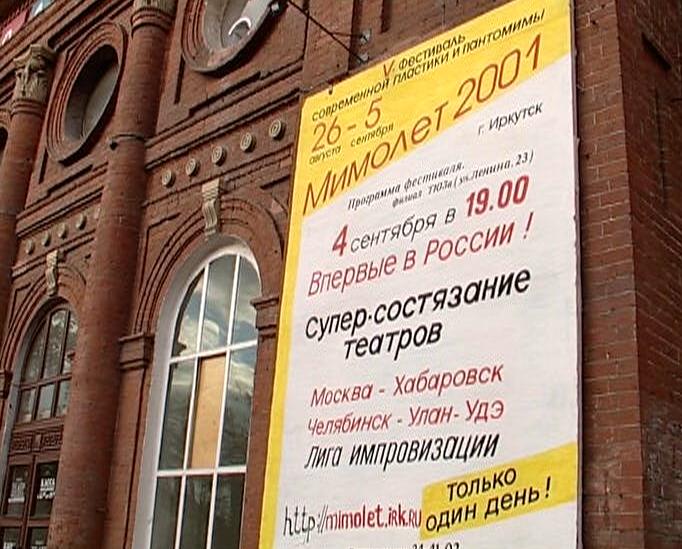 V. фестиваль
современной пластики и пантомимы
26 - 5
августа сентября
Мимолет 2001
г. Иркутск
Программа фестиваля.
филиал ТЮЗа (ул. Ленина, 23)
4 сентября в 19.00
Впервые в России !
Супер-состязание
театров
Москва - Хабаровск
Челябинск - Улан-Удэ
Лига импровизации
только
один день !
http://mimolet.irk.RU